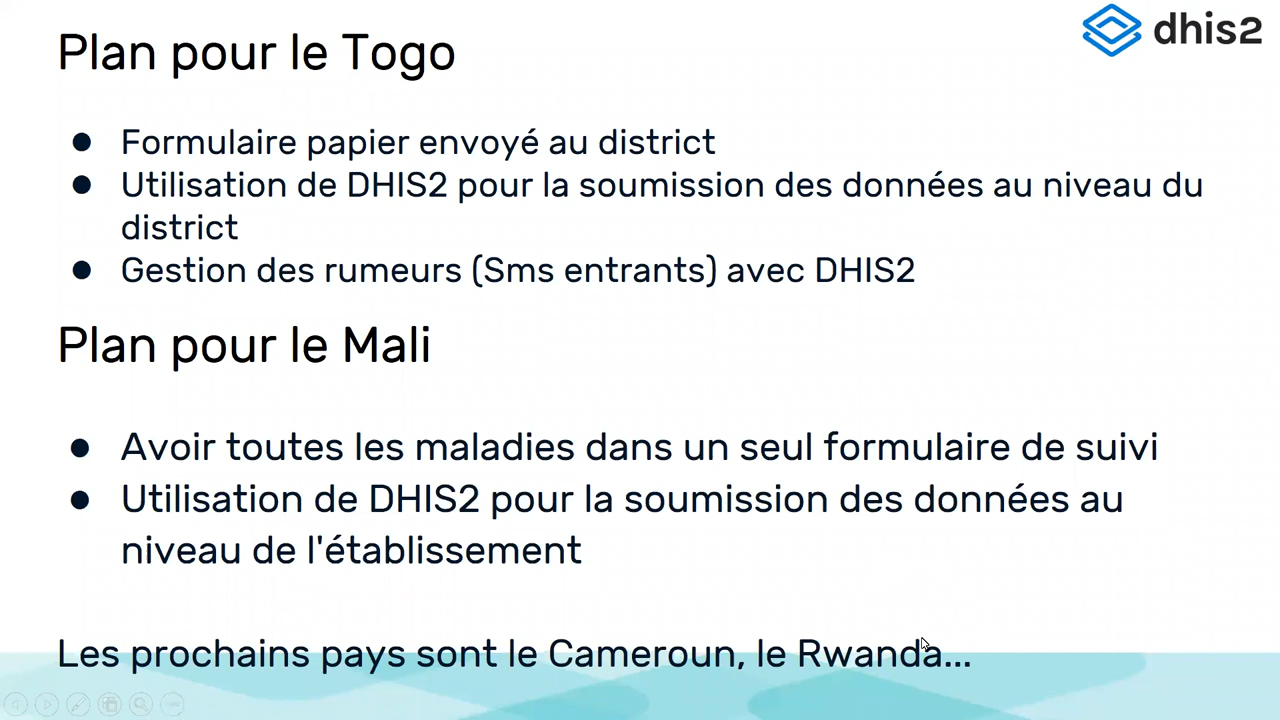 dhis2
Plan pour le Togo
● Formulaire papier envoyé au district
● Utilisation de DHIS2 pour la soumission des données au niveau du
district
● Gestion des rumeurs (Sms entrants) avec DHIS2
Plan pour le Mali
● Avoir toutes les maladies dans un seul formulaire de suivi
● Utilisation de DHIS2 pour la soumission des données au
niveau de l'établissement
Les prochains pays sont le Cameroun, le Rwanda...